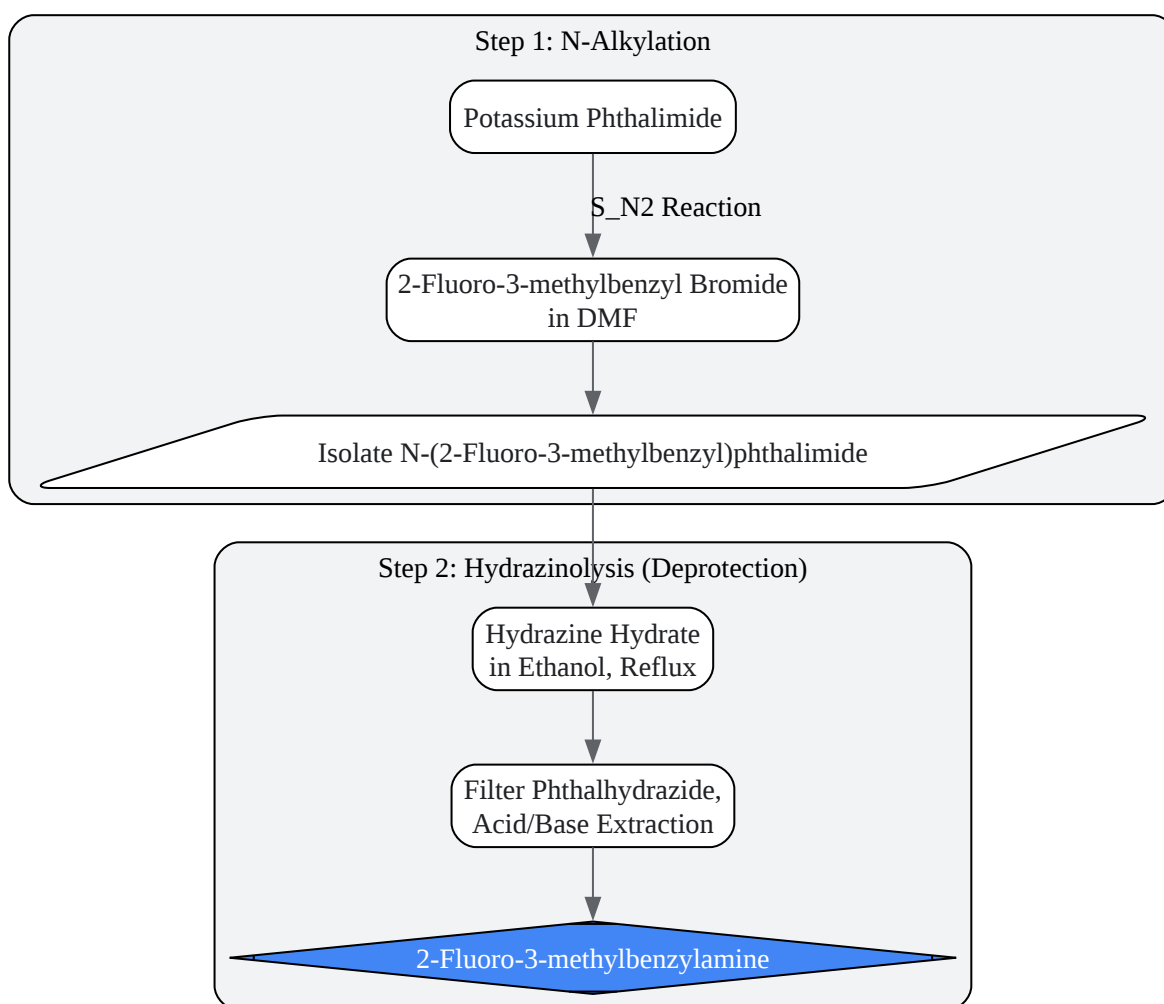 Step 1: N-Alkylation
Potassium Phthalimide
S_N2 Reaction
2-Fluoro-3-methylbenzyl Bromide
in DMF
Isolate N-(2-Fluoro-3-methylbenzyl)phthalimide
Step 2: Hydrazinolysis (Deprotection)
Hydrazine Hydrate
in Ethanol, Reflux
Filter Phthalhydrazide,
Acid/Base Extraction
2-Fluoro-3-methylbenzylamine